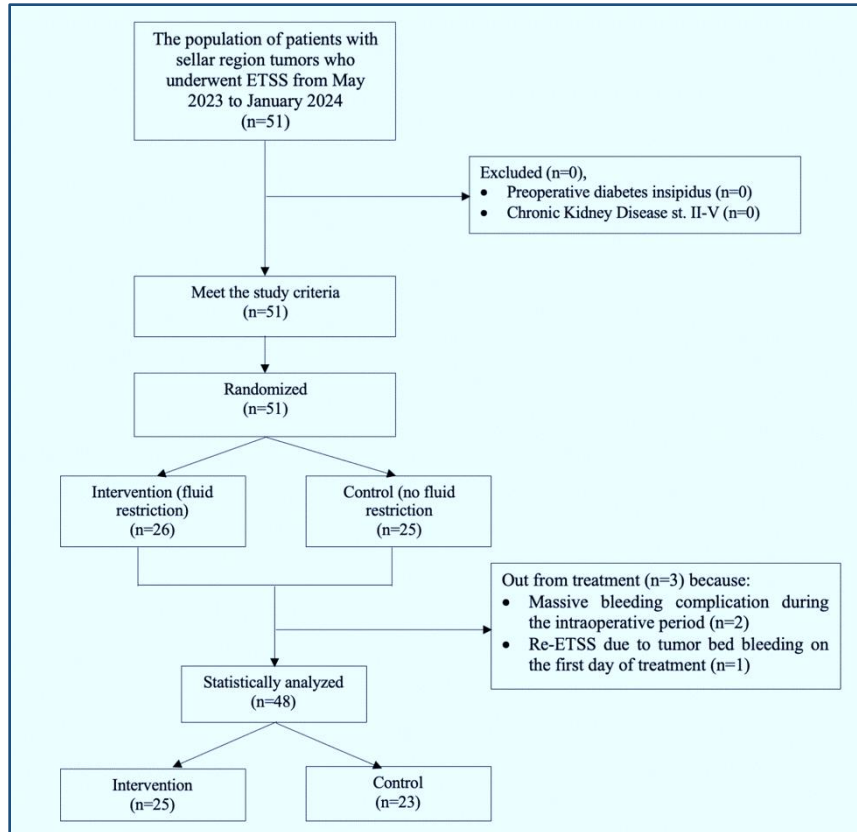 The population of patients with
sellar region tumors who
underwent ETSS from May
2023 to January 2024
(n=51)
Excluded (n=0),
• Preoperative diabetes insipidus (n=0)
• Chronic Kidney Disease st. II-V (n=0)
Meet the study criteria
(n=51)
Randomized
(n=51)
Intervention (fluid
restriction)
(n=26)
Control (no fluid
restriction
(n=25)
Out from treatment (n=3) because:
• Massive bleeding complication during
the intraoperative period (n=2)
• Re-ETSS due to tumor bed bleeding on
the first day of treatment (n=1)
Statistically analyzed
(n=48)
Intervention
(n=25)
Control
(n=23)